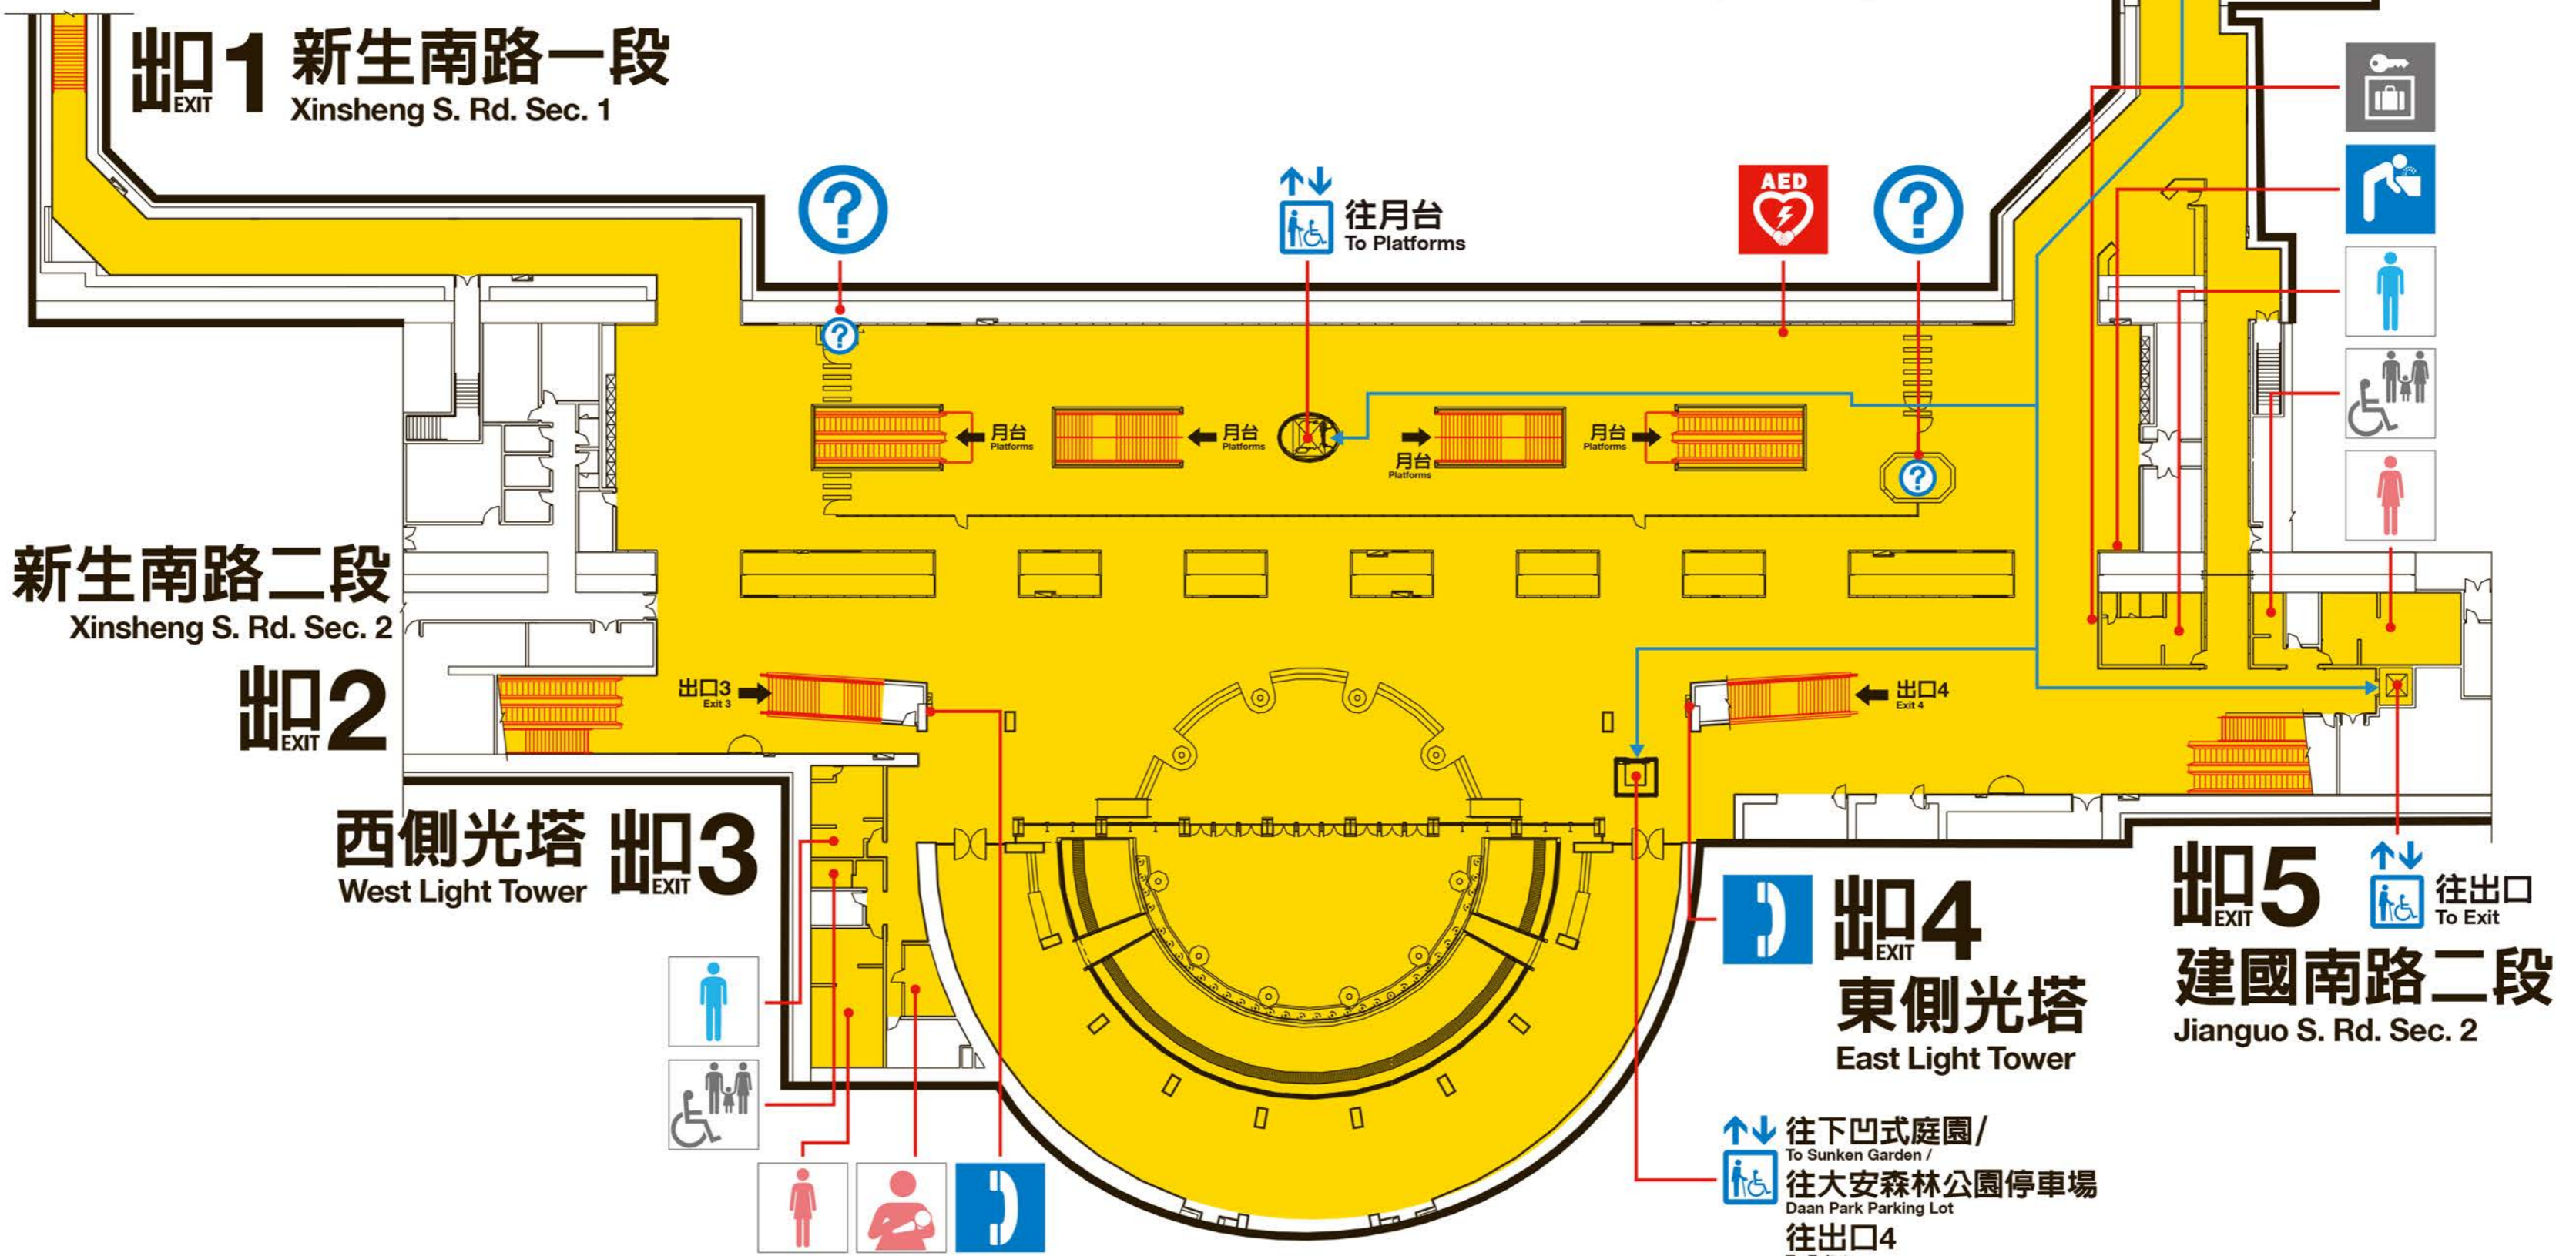 出口 EXIT 1 新生南路一段
Xinsheng S. Rd. Sec. 1
?
往月台
To Platforms
AED
?
?
月台
Platforms
月台
Platforms
月台
Platforms
月台
Platforms
?
新生南路二段
Xinsheng S. Rd. Sec. 2
出口 EXIT 2
出口3
Exit 3
出口4
Exit 4
西側光塔
West Light Tower
出口 EXIT 3
出口 EXIT 4
東側光塔
East Light Tower
出口 EXIT 5
往出口
To Exit
建國南路二段
Jianguo S. Rd. Sec. 2
往下凹式庭園/
To Sunken Garden /
往大安森林公園停車場
Daan Park Parking Lot
往出口4